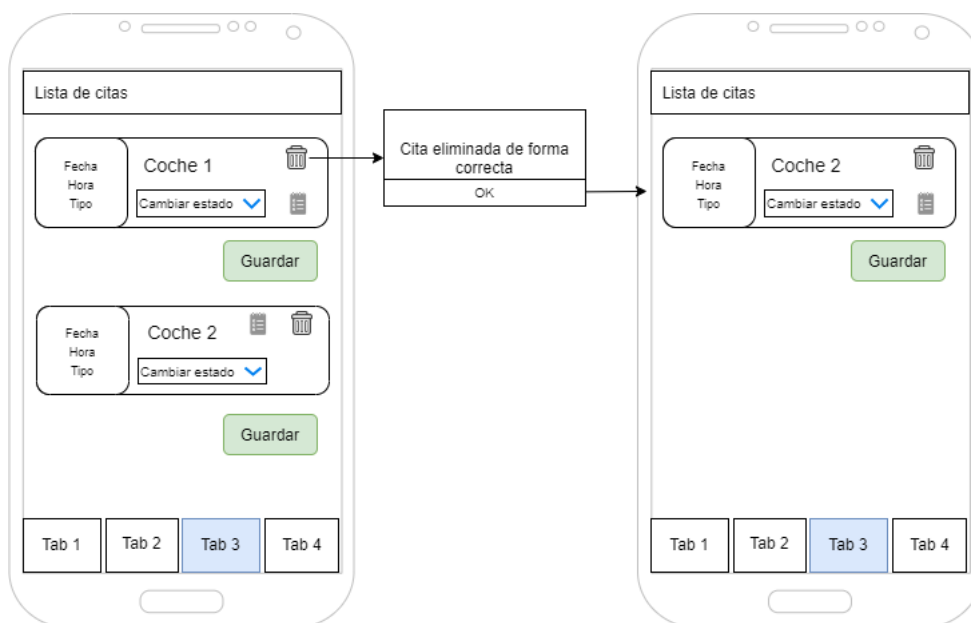 Lista de citas
Fecha
Hora
Tipo
Coche 1
Cambiar estado
Guardar
Fecha
Hora
Tipo
Coche 2
Cambiar estado
Guardar
Tab 1
Tab 2
Tab 3
Tab 4
Cita eliminada de forma
correcta
OK
Lista de citas
Fecha
Hora
Tipo
Coche 2
Cambiar estado
Guardar
Tab 1
Tab 2
Tab 3
Tab 4